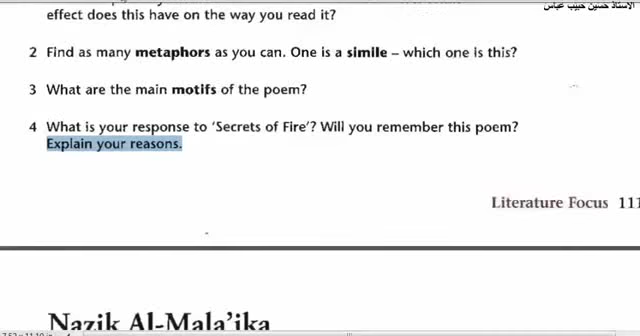 الاستاذ حسين حبيب عباس
effect does this have on the way you read it?
2 Find as many metaphors as you can. One is a simile – which one is this?
3 What are the main motifs of the poem?
4 What is your response to ‘Secrets of Fire’? Will you remember this poem?
Explain your reasons.
Literature Focus 111
Nazik Al-Mala’ika